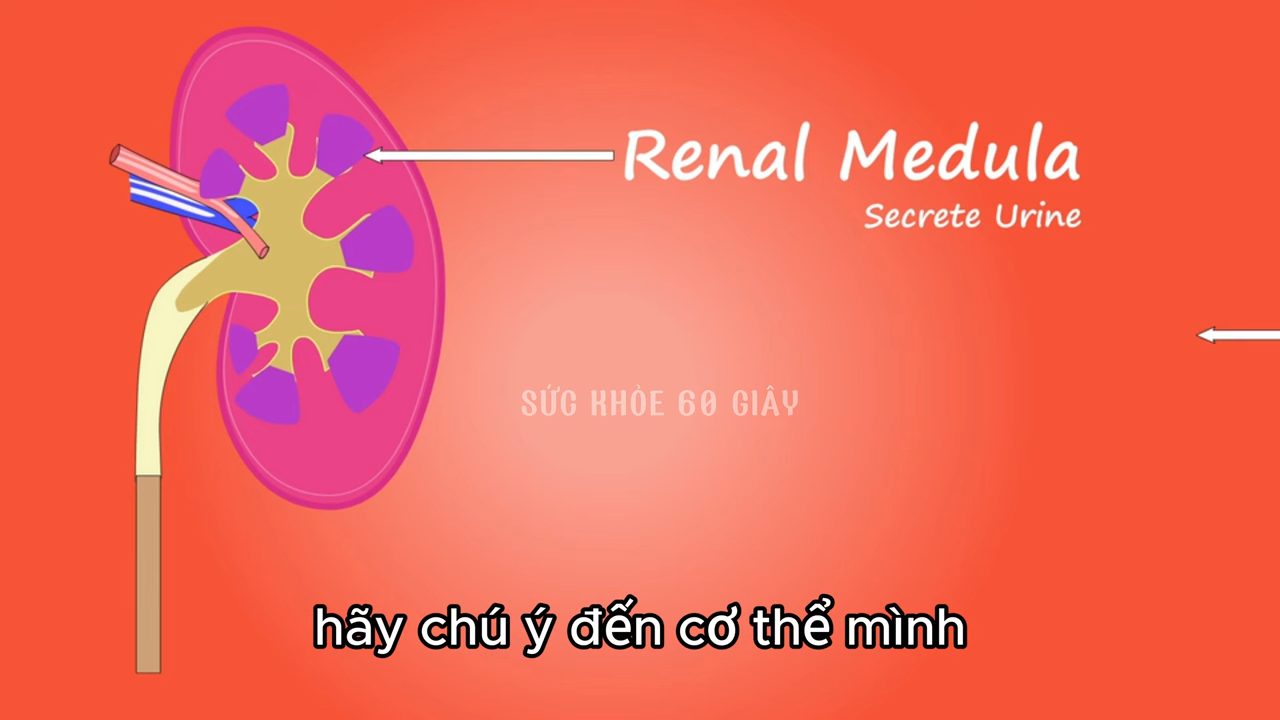 Renal Medula
Secrete Urine
SỨC KHỎE 60 GIÂY
hãy chú ý đến cơ thể mình